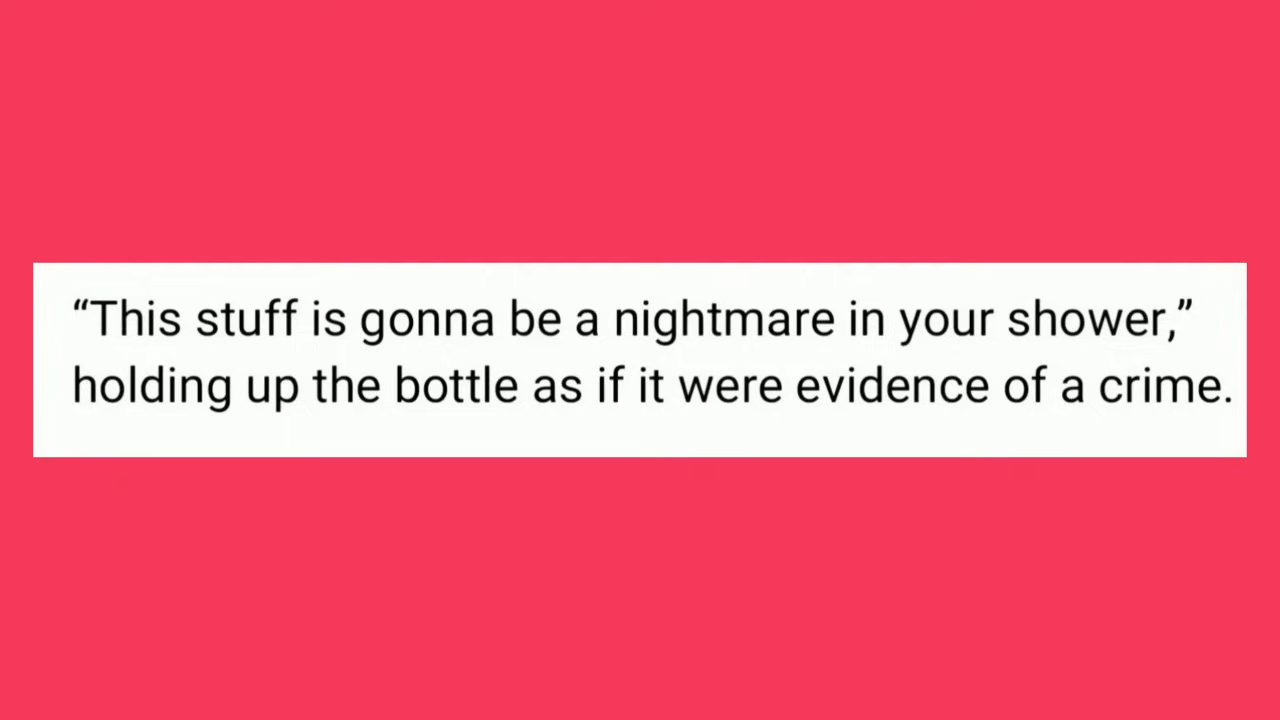 “This stuff is gonna be a nightmare in your shower,”
holding up the bottle as if it were evidence of a crime.